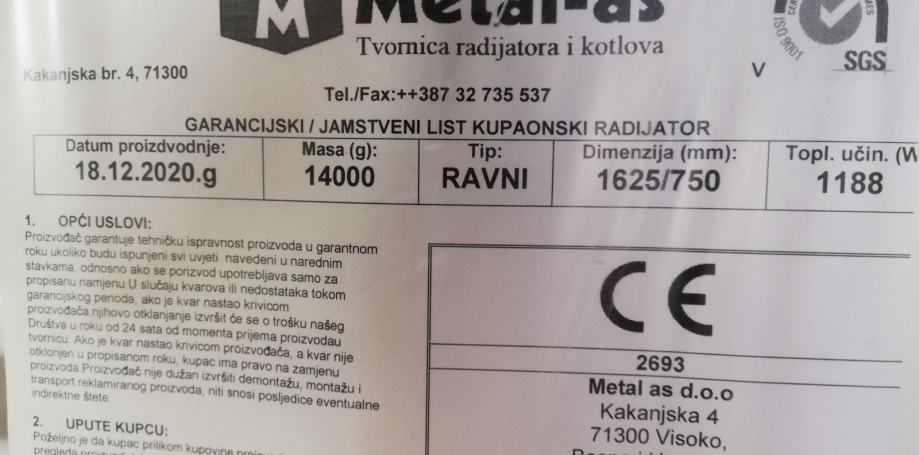 M Metal-as
Tvornica radijatora i kotlova
ISO 9001
SGS
Kakanjska br. 4, 71300
V
Tel./Fax:++387 32 735 537
GARANCIJSKI / JAMSTVENI LIST KUPAONSKI RADIJATOR
Datum proizdvodnje: Masa (g): Tip: Dimenzija (mm): Topl. učin. (W
18.12.2020.g 14000 RAVNI 1625/750 1188
1. OPĆI USLOVI:
Proizvođač garantuje tehničku ispravnost proizvoda u garantnom
roku ukoliko budu ispunjeni svi uvjeti navedeni u narednim
stavkama, odnosno ako se porizvod upotrebljava samo za
propisanu namjenu.U slučaju kvarova ili nedostataka tokom
garancijskog perioda, ako je kvar nastao krivicom
proizvođača,njihovo otklanjanje izvršit će se o trošku našeg
Društva u roku od 24 sata od momenta prijema proizvodau
tvornicu. Ako je kvar nastao krivicom proizvođača, a kvar nije
otklonjen u propisanom roku, kupac ima pravo na zamjenu
proizvoda.Proizvođač nije dužan izvršiti demontažu, montažu i
transport reklamiranog proizvoda, niti snosi posljedice eventualne
indirektne štete.
2. UPUTE KUPCU:
Poželjno je da kupac prilikom kupovine
pregleda
CE
2693
Metal as d.o.o
Kakanjska 4
71300 Visoko,